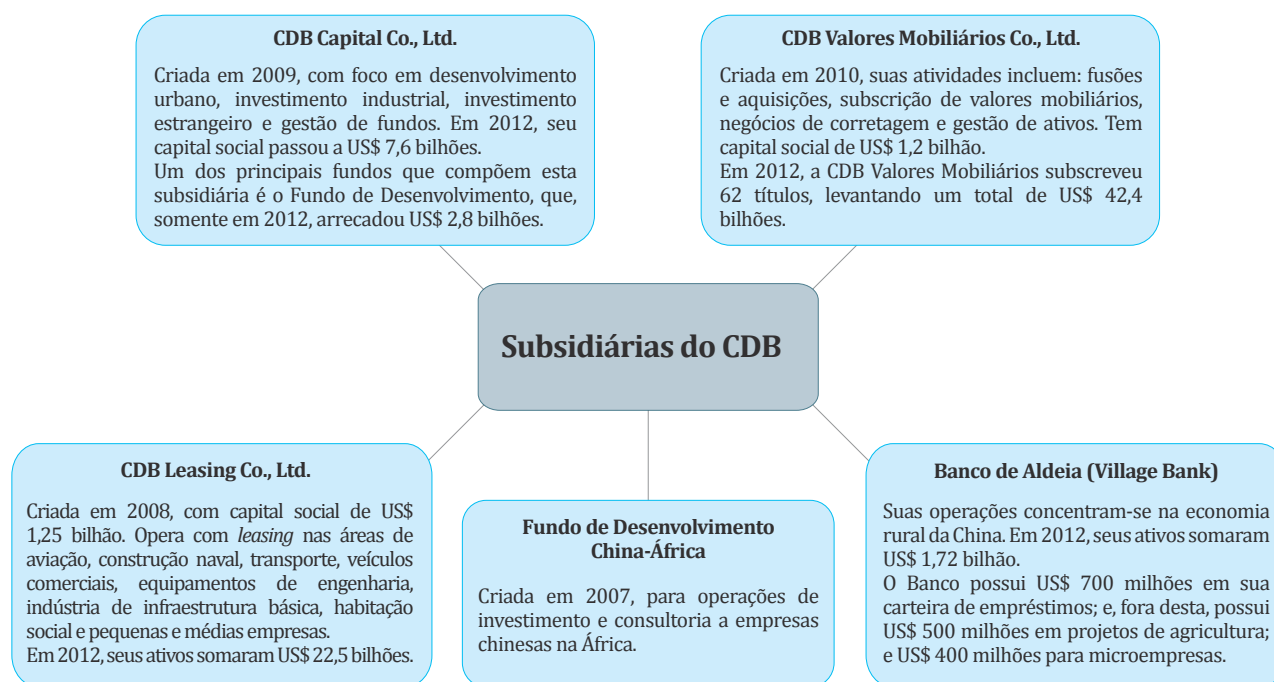 CDB Capital Co., Ltd.
Criada em 2009, com foco em desenvolvimento
urbano, investimento industrial, investimento
estrangeiro e gestão de fundos. Em 2012, seu
capital social passou a US$ 7,6 bilhões.
Um dos principais fundos que compõem esta
subsidiária é o Fundo de Desenvolvimento, que,
somente em 2012, arrecadou US$ 2,8 bilhões.
CDB Valores Mobiliários Co., Ltd.
Criada em 2010, suas atividades incluem: fusões
e aquisições, subscrição de valores mobiliários,
negócios de corretagem e gestão de ativos. Tem
capital social de US$ 1,2 bilhão.
Em 2012, a CDB Valores Mobiliários subscreveu
62 títulos, levantando um total de US$ 42,4
bilhões.
Subsidiárias do CDB
CDB Leasing Co., Ltd.
Criada em 2008, com capital social de US$
1,25 bilhão. Opera com leasing nas áreas de
aviação, construção naval, transporte, veículos
comerciais, equipamentos de engenharia,
indústria de infraestrutura básica, habitação
social e pequenas e médias empresas.
Em 2012, seus ativos somaram US$ 22,5 bilhões.
Fundo de Desenvolvimento
China-África
Criada em 2007, para operações de
investimento e consultoria a empresas
chinesas na África.
Banco de Aldeia (Village Bank)
Suas operações concentram-se na economia
rural da China. Em 2012, seus ativos somaram
US$ 1,72 bilhão.
O Banco possui US$ 700 milhões em sua
carteira de empréstimos; e, fora desta, possui
US$ 500 milhões em projetos de agricultura;
e US$ 400 milhões para microempresas.